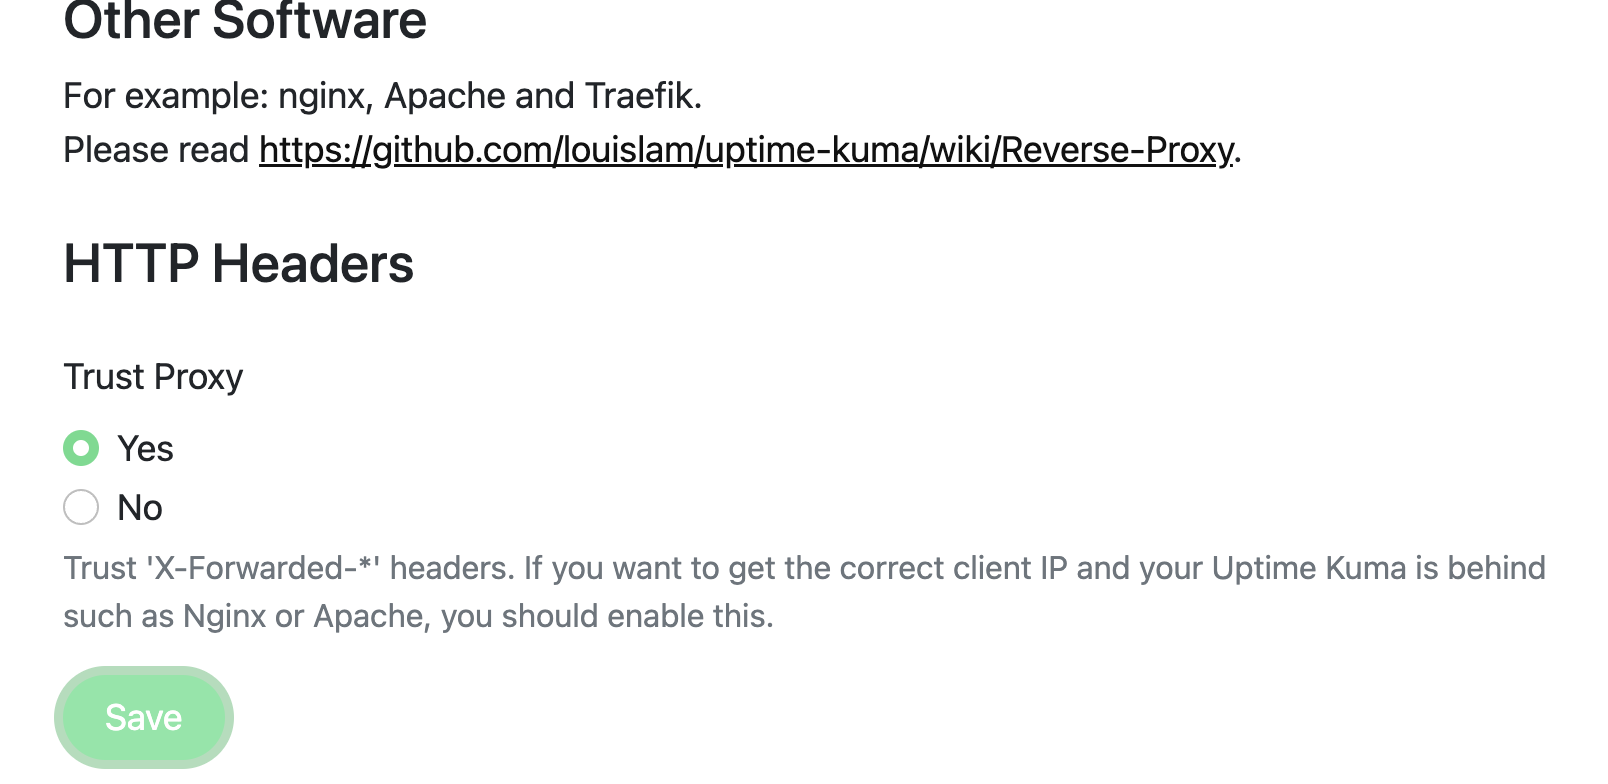 Other Software
For example: nginx, Apache and Traefik.
Please read https://github.com/louislam/uptime-kuma/wiki/Reverse-Proxy.
HTTP Headers
Trust Proxy
Yes
No
Trust 'X-Forwarded-*' headers. If you want to get the correct client IP and your Uptime Kuma is behind
such as Nginx or Apache, you should enable this.
Save